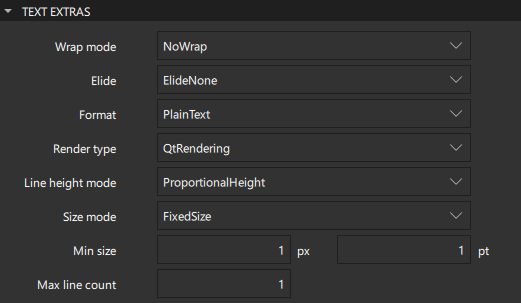 TEXT EXTRAS
Wrap mode NoWrap
Elide ElideNone
Format PlainText
Render type QtRendering
Line height mode ProportionalHeight
Size mode FixedSize
Min size 1 px 1 pt
Max line count 1